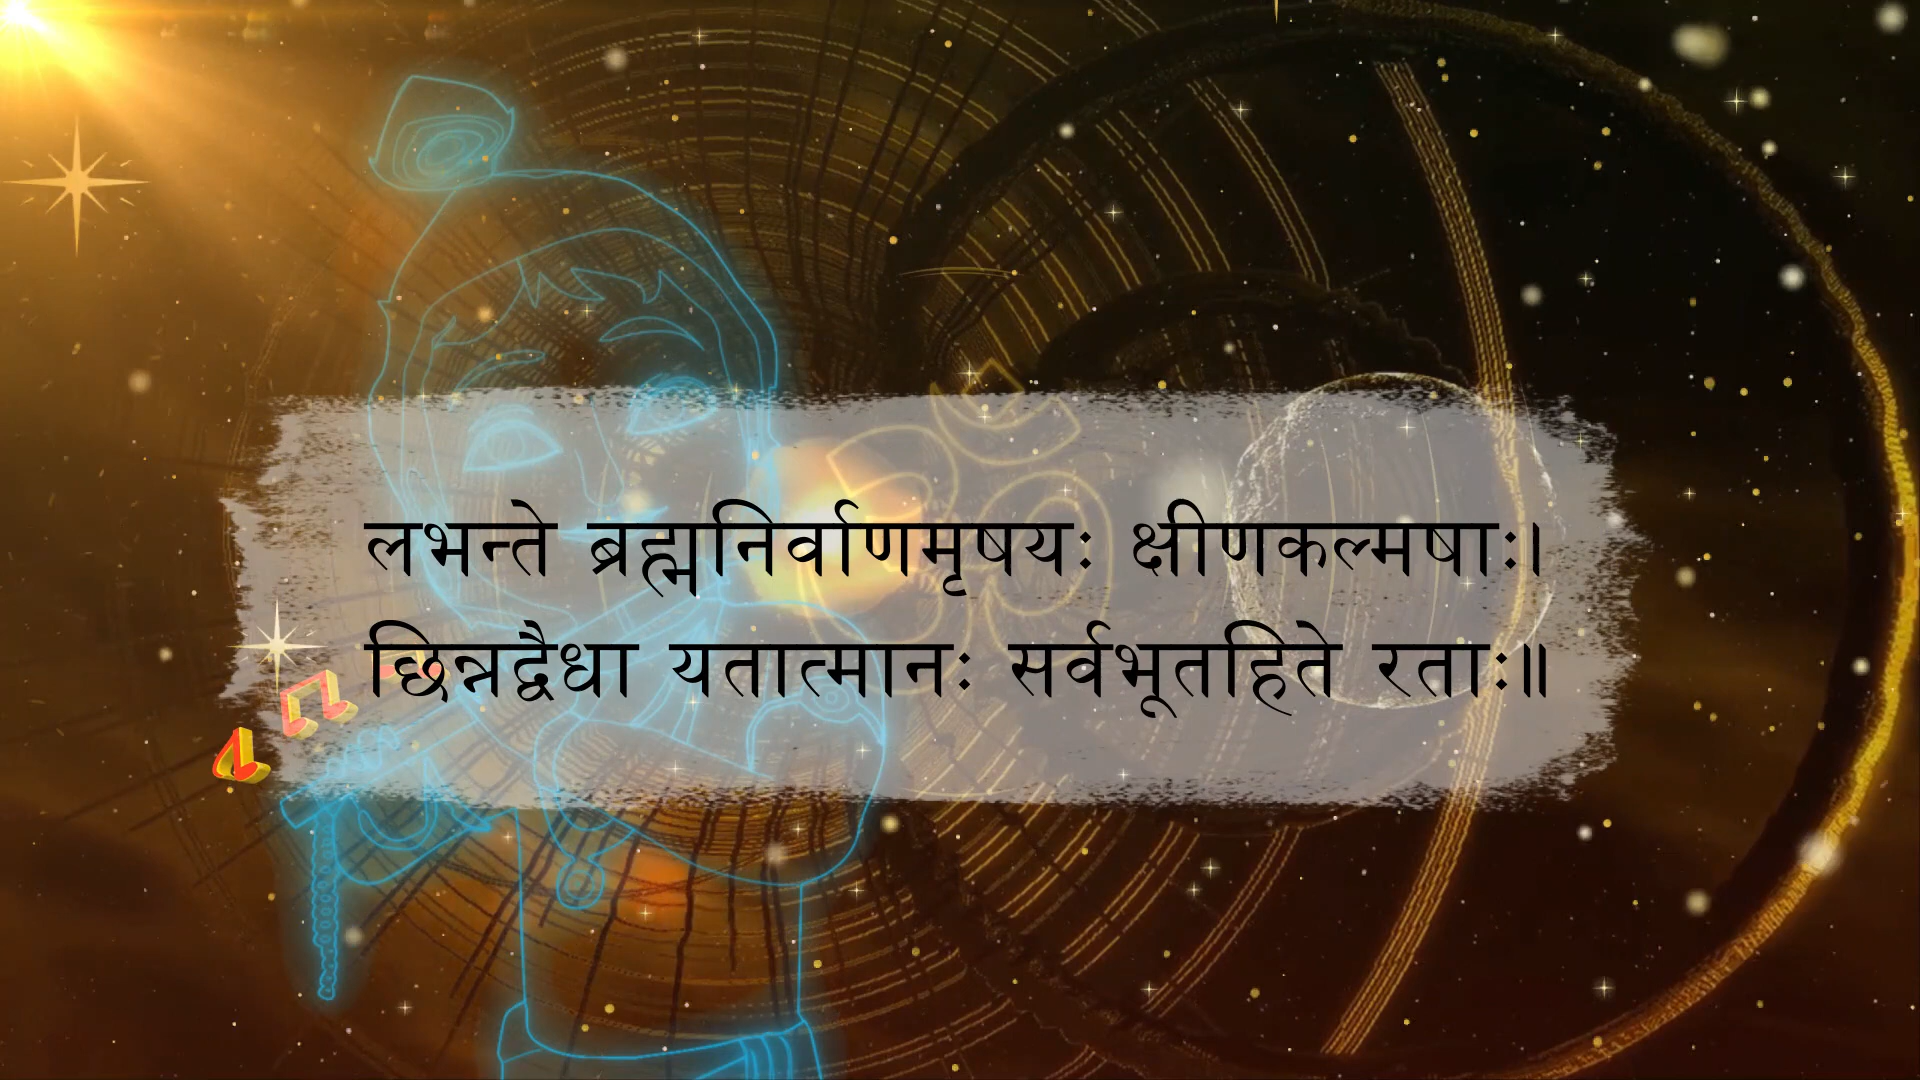 लभन्ते ब्रह्मनिर्वाणमृषयः क्षीणकल्मषाः।
छिन्नद्वैधा यतात्मानः सर्वभूतहिते रताः॥